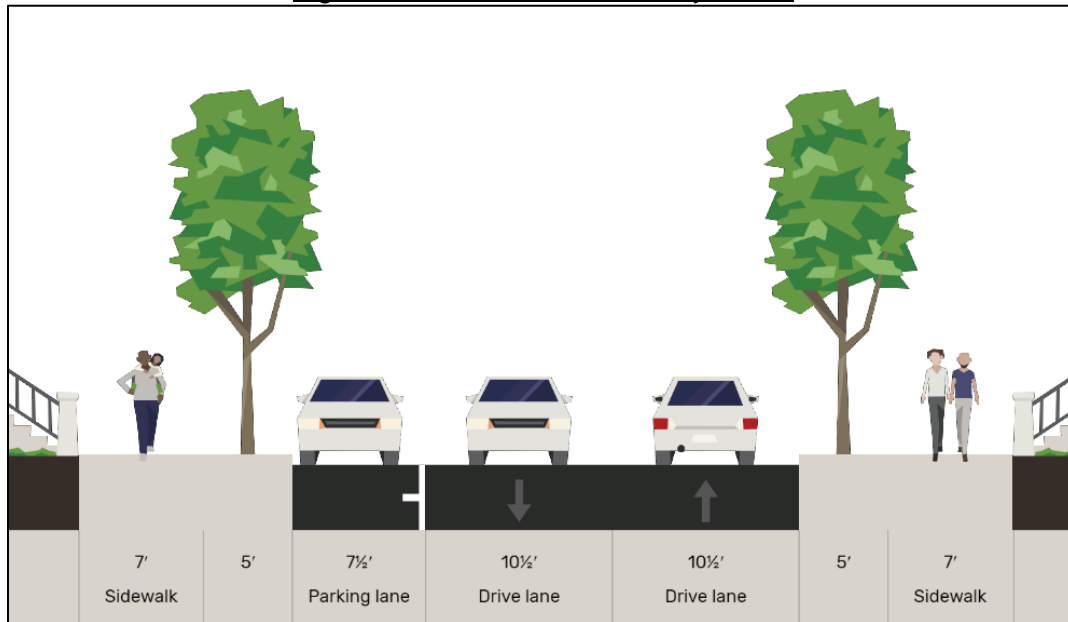 7′
Sidewalk
5′
7½′
Parking lane
10½′
Drive lane
10½′
Drive lane
5′
7′
Sidewalk